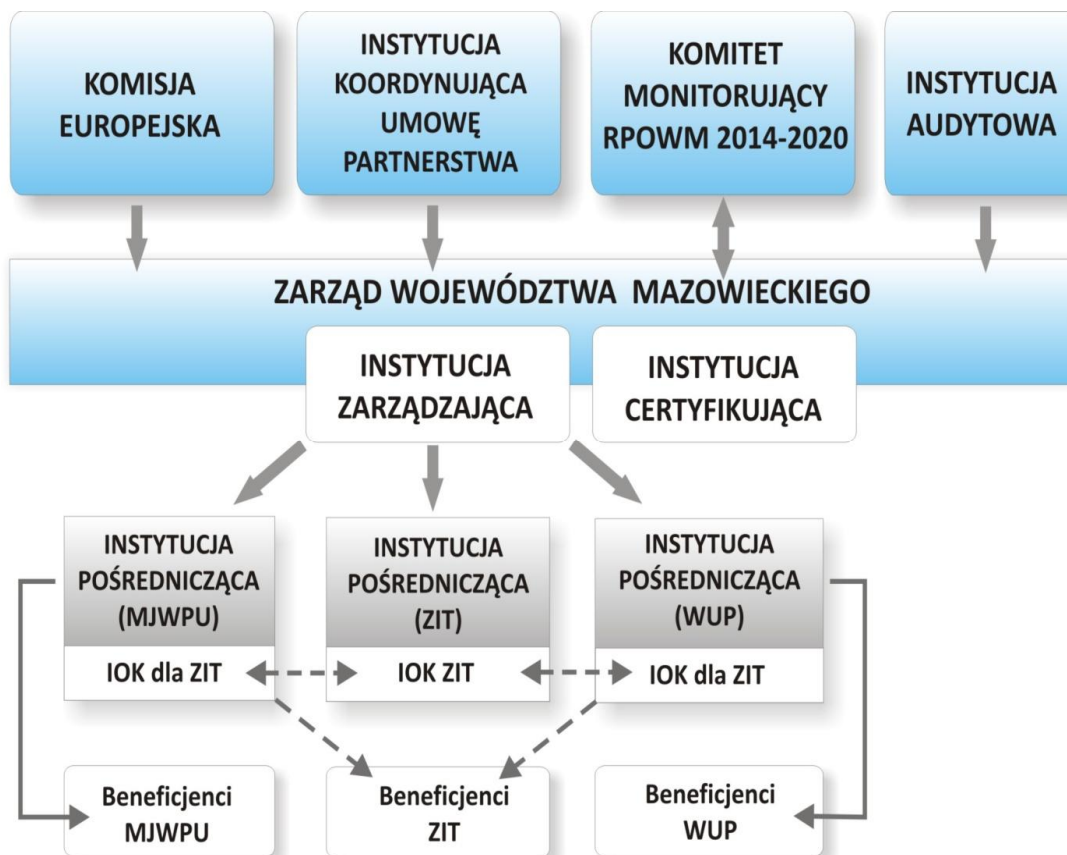 KOMISJA
EUROPEJSKA
INSTYTUCJA
KOORDYNUJĄCA
UMOWĘ
PARTNERSTWA
KOMITET
MONITORUJĄCY
RPOWM 2014-2020
INSTYTUCJA
AUDYTOWA
ZARZĄD WOJEWÓDZTWA MAZOWIECKIEGO
INSTYTUCJA
ZARZĄDZAJĄCA
INSTYTUCJA
CERTYFIKUJĄCA
INSTYTUCJA
POŚREDNICZĄCA
(MJWPU)
IOK dla ZIT
INSTYTUCJA
POŚREDNICZĄCA
(ZIT)
IOK ZIT
INSTYTUCJA
POŚREDNICZĄCA
(WUP)
IOK dla ZIT
Beneficjenci
MJWPU
Beneficjenci
ZIT
Beneficjenci
WUP